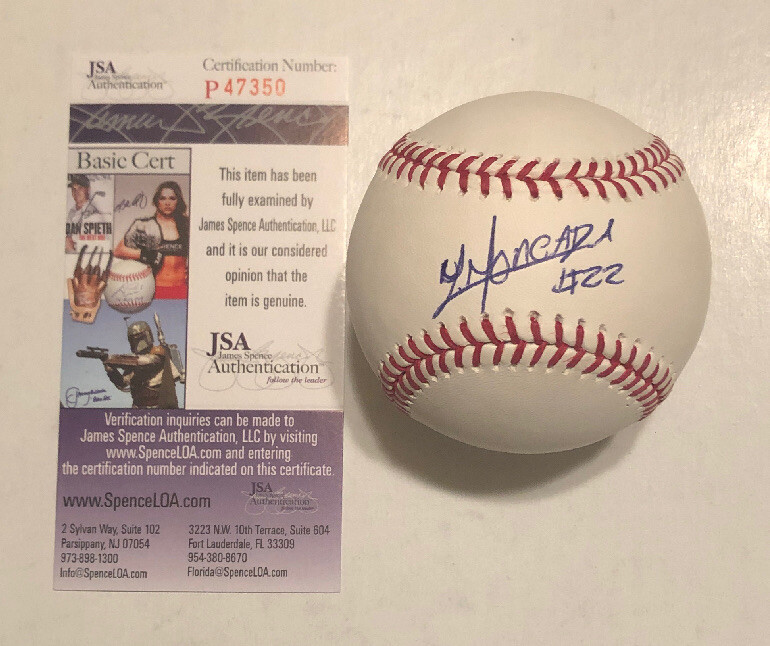 JSA
Authentication
Certification Number:
P 47350
James Spence
Basic Cert
AN SPIETH
This item has been
fully examined by
James Spence Authentication, LLC
and it is our considered
opinion that the
item is genuine.
JSA
James Spence
Authentication
follow the leader
Verification inquiries can be made to
James Spence Authentication, LLC by visiting
www.SpenceLOA.com and entering
the certification number indicated on this certificate.
www.SpenceLOA.com
JSA
Authentication
2 Sylvan Way, Suite 102
Parsippany, NJ 07054
973-898-1300
Info@SpenceLOA.com
3223 N.W. 10th Terrace, Suite 604
Fort Lauderdale, FL 33309
954-380-8670
Florida@SpenceLOA.com
Y. Moncada
#22